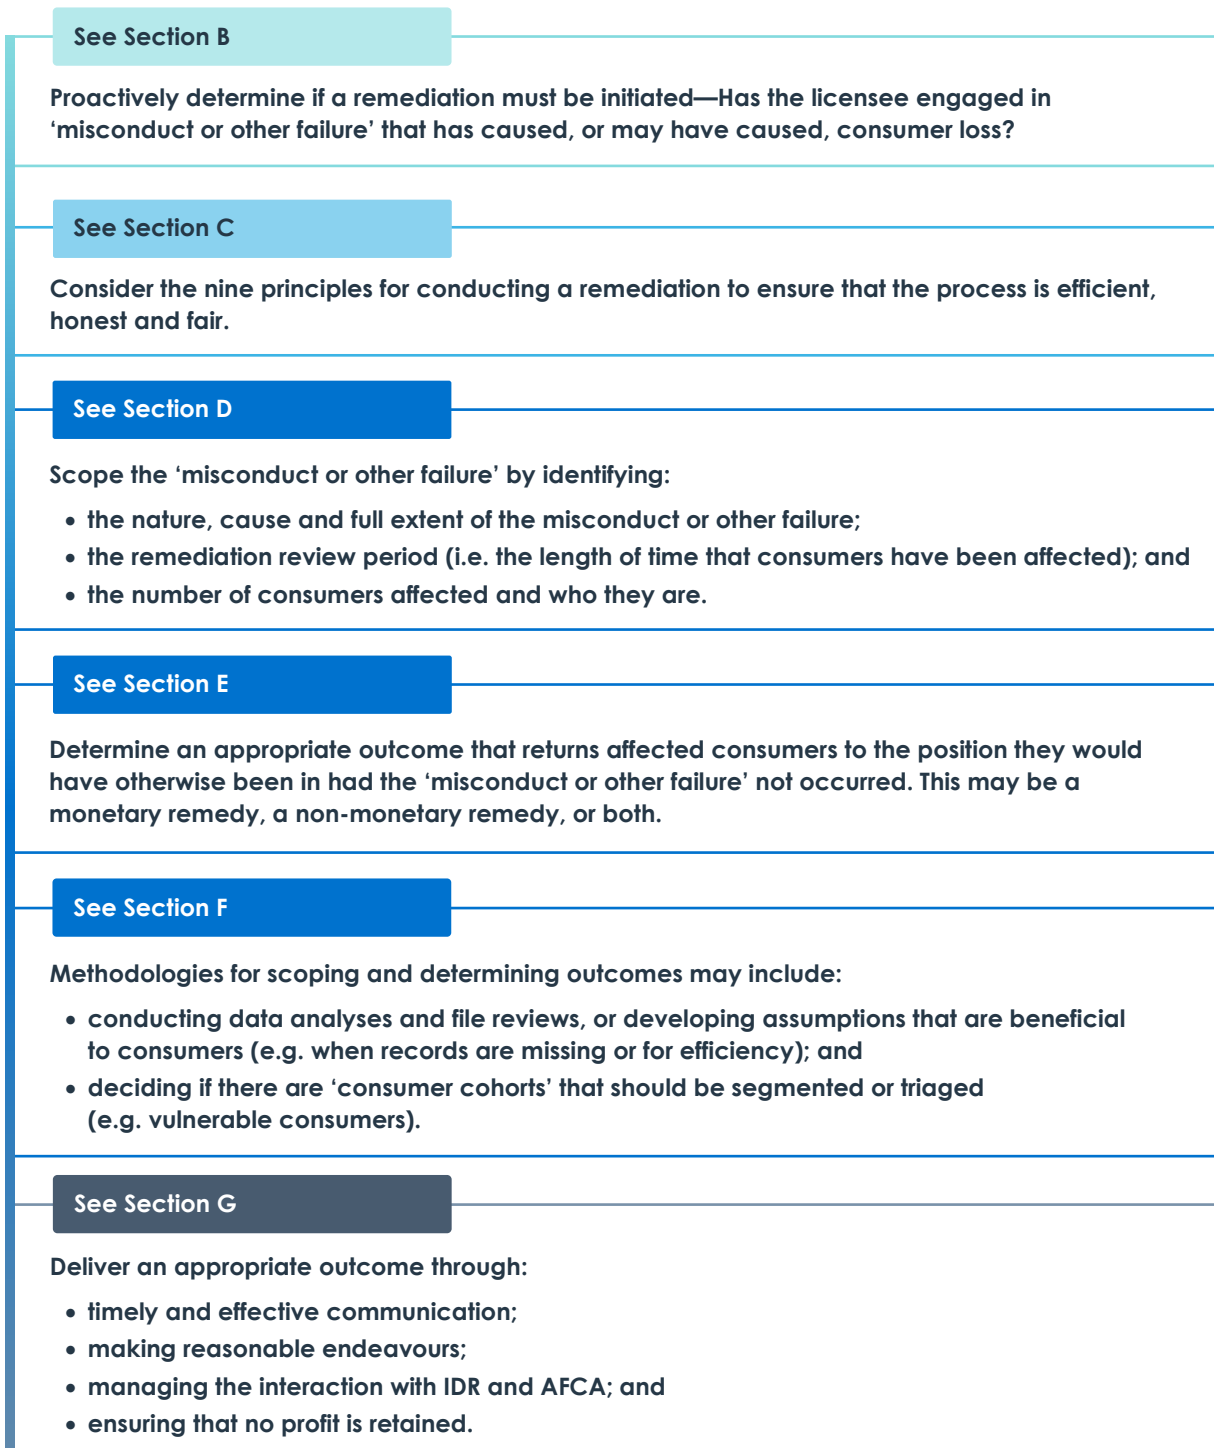 See Section B
Proactively determine if a remediation must be initiated—Has the licensee engaged in
‘misconduct or other failure’ that has caused, or may have caused, consumer loss?
See Section C
Consider the nine principles for conducting a remediation to ensure that the process is efficient,
honest and fair.
See Section D
Scope the ‘misconduct or other failure’ by identifying:
• the nature, cause and full extent of the misconduct or other failure;
• the remediation review period (i.e. the length of time that consumers have been affected); and
• the number of consumers affected and who they are.
See Section E
Determine an appropriate outcome that returns affected consumers to the position they would
have otherwise been in had the ‘misconduct or other failure’ not occurred. This may be a
monetary remedy, a non-monetary remedy, or both.
See Section F
Methodologies for scoping and determining outcomes may include:
• conducting data analyses and file reviews, or developing assumptions that are beneficial
to consumers (e.g. when records are missing or for efficiency); and
• deciding if there are ‘consumer cohorts’ that should be segmented or triaged
(e.g. vulnerable consumers).
See Section G
Deliver an appropriate outcome through:
• timely and effective communication;
• making reasonable endeavours;
• managing the interaction with IDR and AFCA; and
• ensuring that no profit is retained.